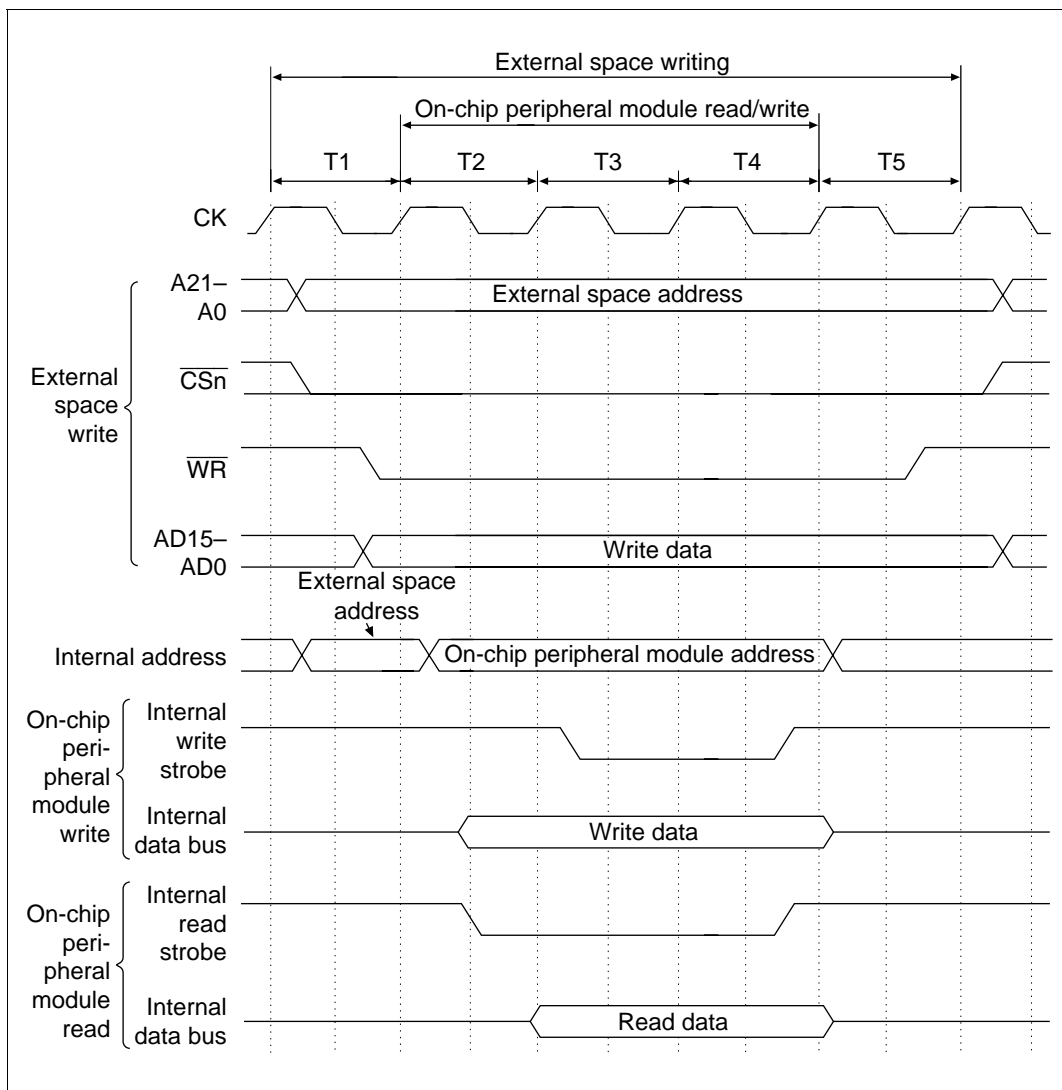 External space writing
On-chip peripheral module read/write
T1 T2 T3 T4 T5
CK
A21–
A0
External space address
External
space
write
CSn
WR
AD15–
AD0
Write data
External space
address
Internal address
On-chip peripheral module address
On-chip
peri-
pheral
module
write
Internal
write
strobe
Internal
data bus
Write data
On-chip
peri-
pheral
module
read
Internal
read
strobe
Internal
data bus
Read data